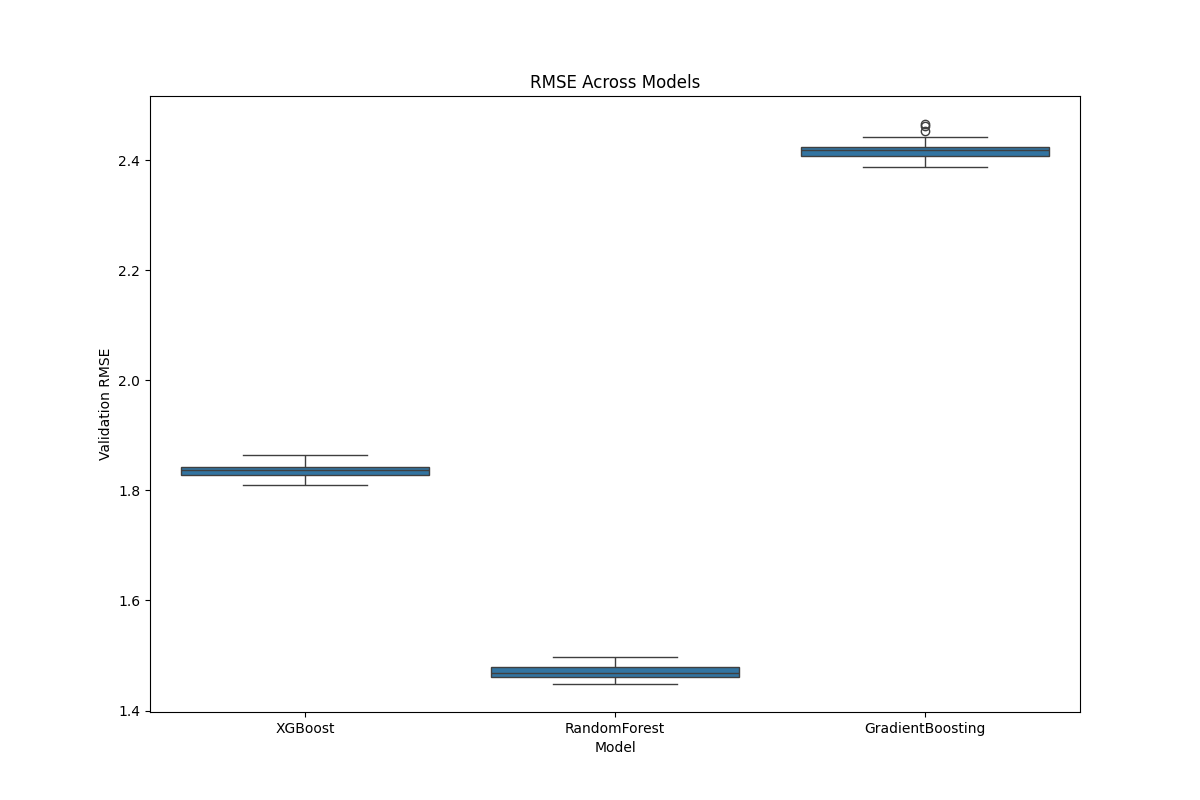 RMSE Across Models
Validation RMSE
2.4
2.2
2.0
1.8
1.6
1.4
XGBoost
RandomForest
GradientBoosting
Model